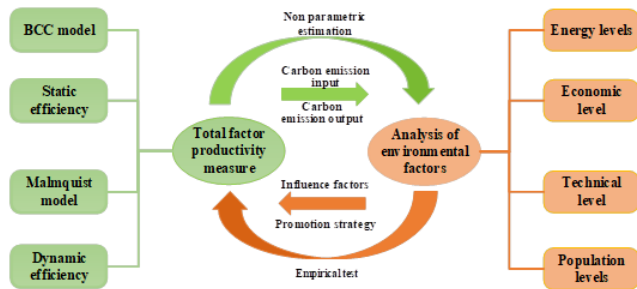 BCC model
Static
efficiency
Malmquist
model
Dynamic
efficiency
Total factor
productivity
measure
Non parametric
estimation
Carbon emission
input
Carbon
emission output
Influence factors
Promotion strategy
Empirical test
Analysis of
environmental
factors
Energy levels
Economic
level
Technical
level
Population
levels